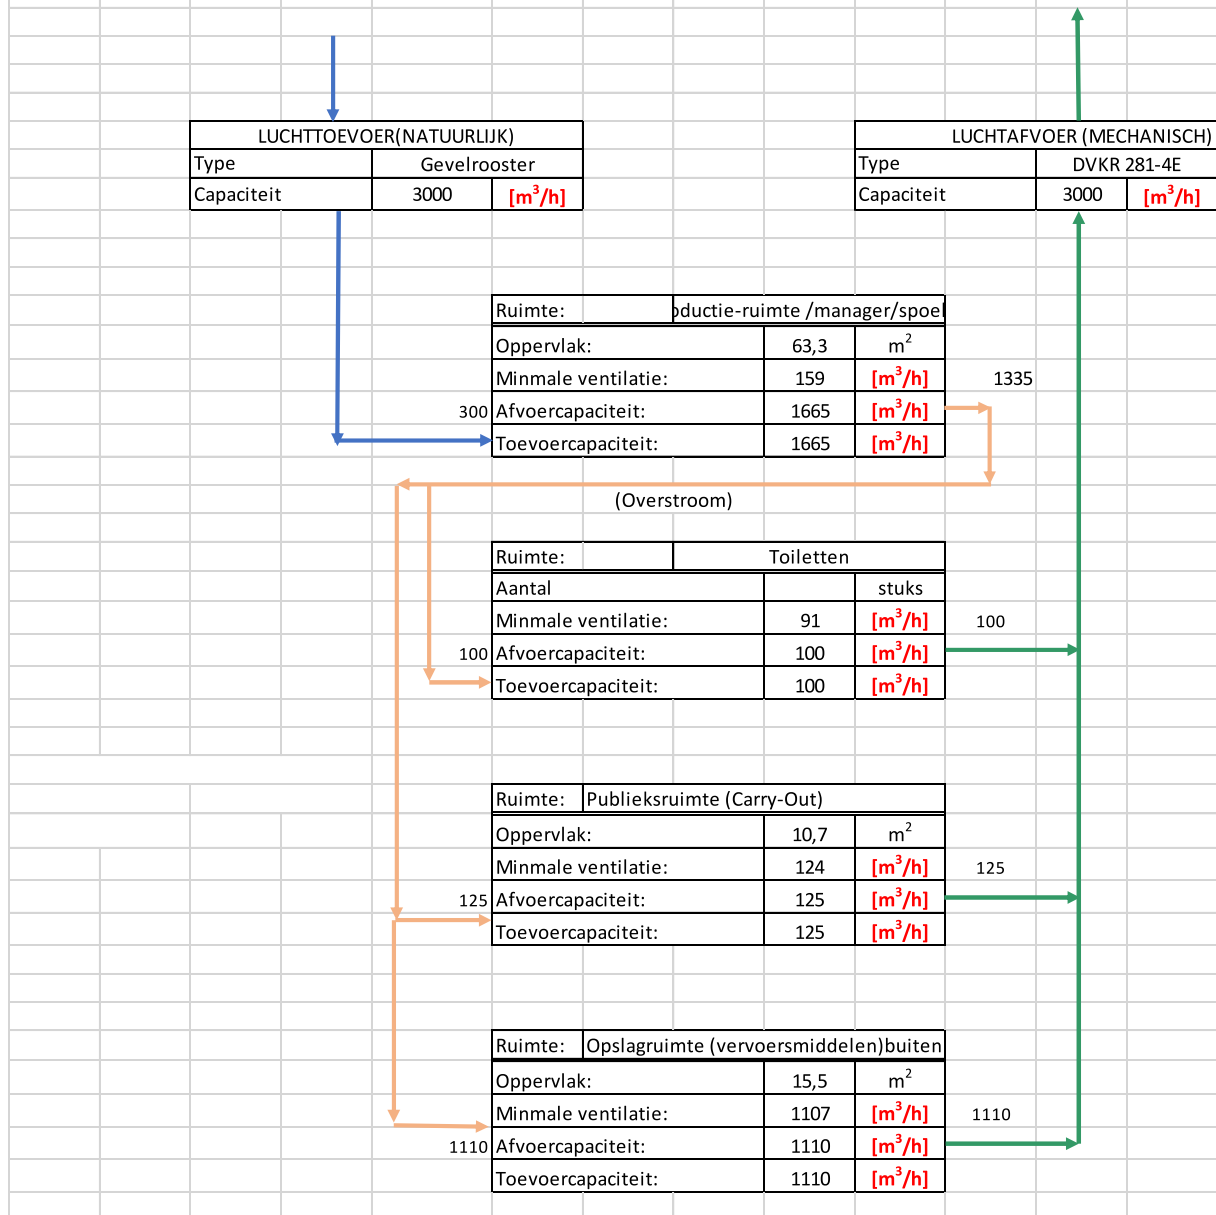 LUCHTTOEVOER(NATUURLIJK)
Type Gevelrooster
Capaciteit 3000 [m³/h]
LUCHTAFVOER (MECHANISCH)
Type DVKR 281-4E
Capaciteit 3000 [m³/h]
Ruimte: oductie-ruimte /manager/spoel
Oppervlak: 63,3 m²
Minmale ventilatie: 159 [m³/h] 1335
300 Afvoercapaciteit: 1665 [m³/h]
Toevoercapaciteit: 1665 [m³/h]
(Overstroom)
Ruimte: Toiletten
Aantal stuks
Minmale ventilatie: 91 [m³/h] 100
100 Afvoercapaciteit: 100 [m³/h]
Toevoercapaciteit: 100 [m³/h]
Ruimte: Publieksruimte (Carry-Out)
Oppervlak: 10,7 m²
Minmale ventilatie: 124 [m³/h] 125
125 Afvoercapaciteit: 125 [m³/h]
Toevoercapaciteit: 125 [m³/h]
Ruimte: Opslagruimte (vervoersmiddelen)buiten
Oppervlak: 15,5 m²
Minmale ventilatie: 1107 [m³/h] 1110
1110 Afvoercapaciteit: 1110 [m³/h]
Toevoercapaciteit: 1110 [m³/h]